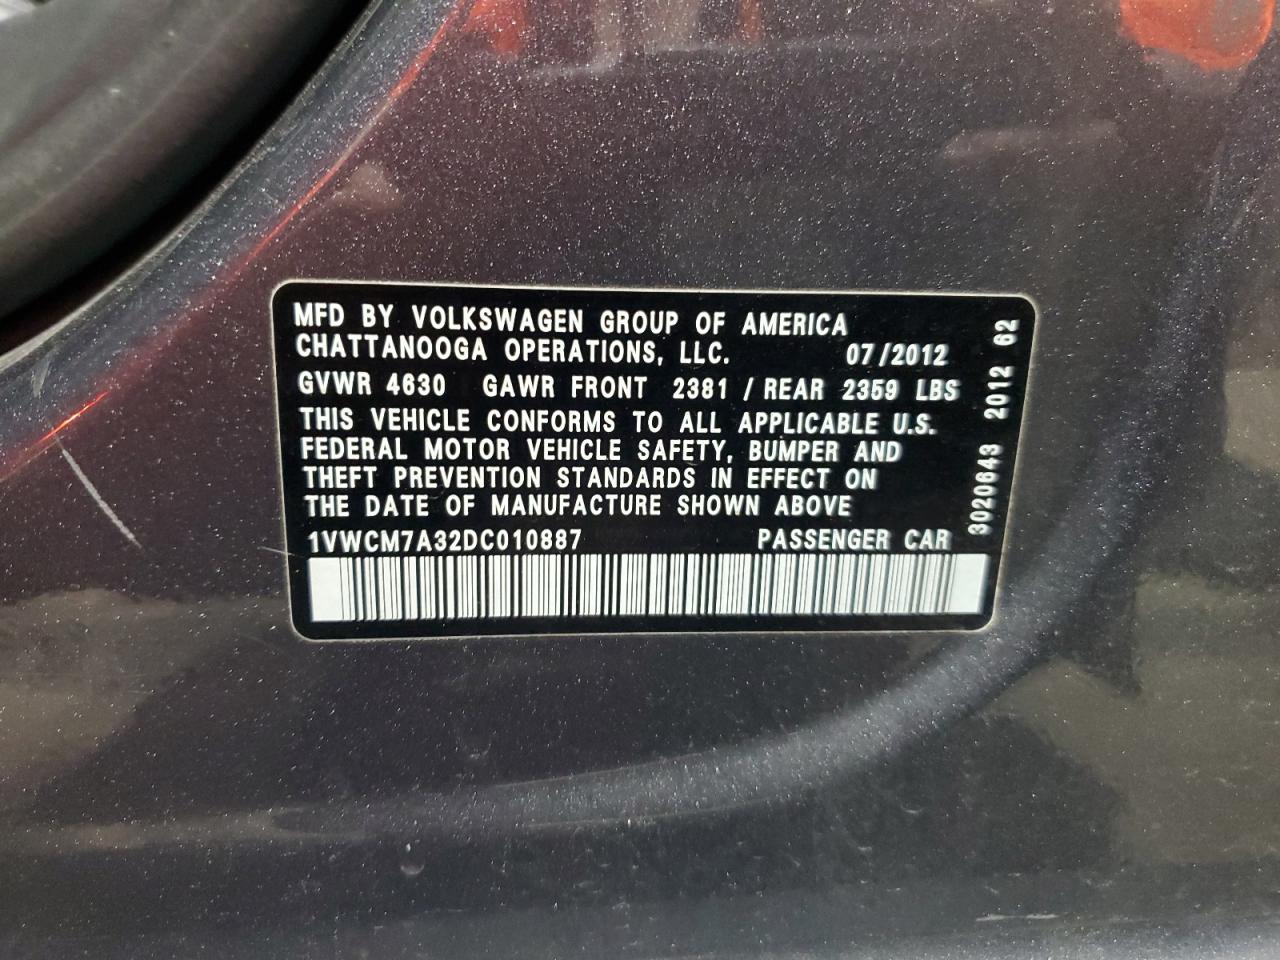 MFD BY VOLKSWAGEN GROUP OF AMERICA
CHATTANOOGA OPERATIONS, LLC. 07/2012
GVWR 4630 GAWR FRONT 2381 / REAR 2359 LBS
THIS VEHICLE CONFORMS TO ALL APPLICABLE U.S.
FEDERAL MOTOR VEHICLE SAFETY, BUMPER AND
THEFT PREVENTION STANDARDS IN EFFECT ON
THE DATE OF MANUFACTURE SHOWN ABOVE
1VWCM7A32DC010887 PASSENGER CAR
3020643 2012 62